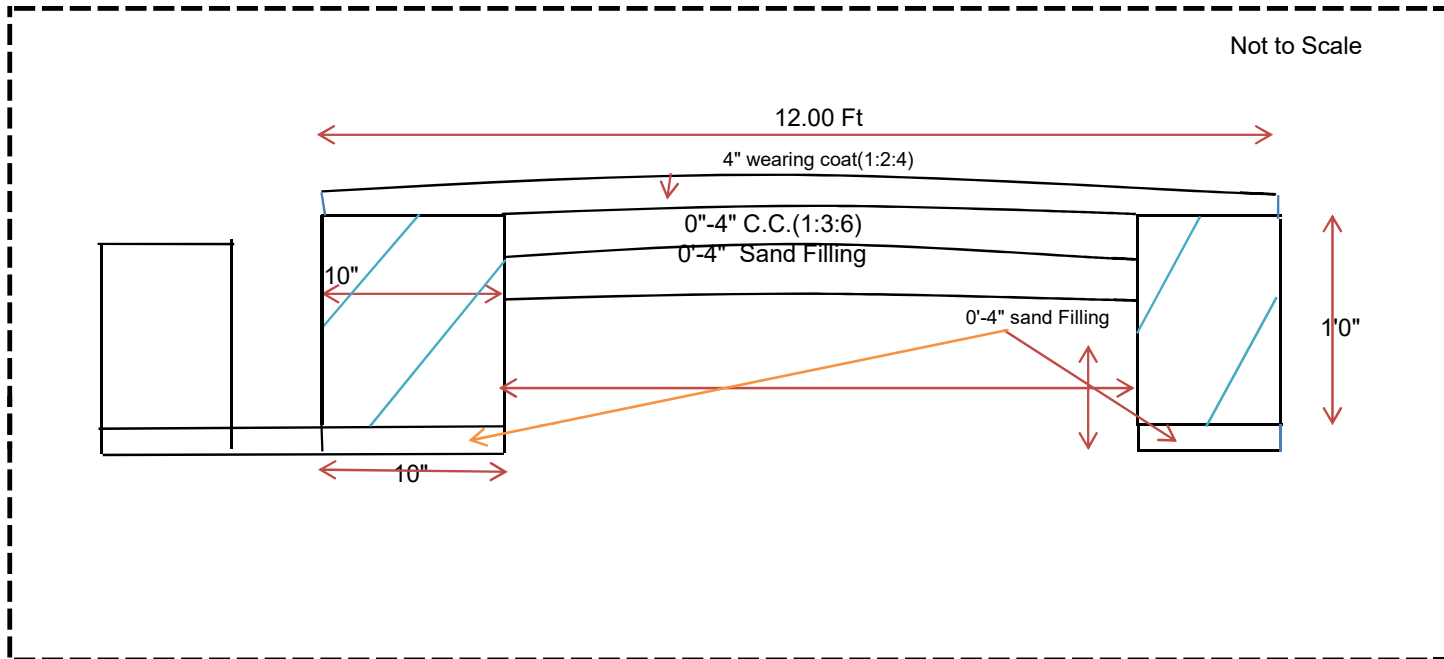 Not to Scale
12.00 Ft
4" wearing coat(1:2:4)
0"-4" C.C.(1:3:6)
0'-4"  Sand Filling
10"
0'-4" sand Filling
1'0"
10"